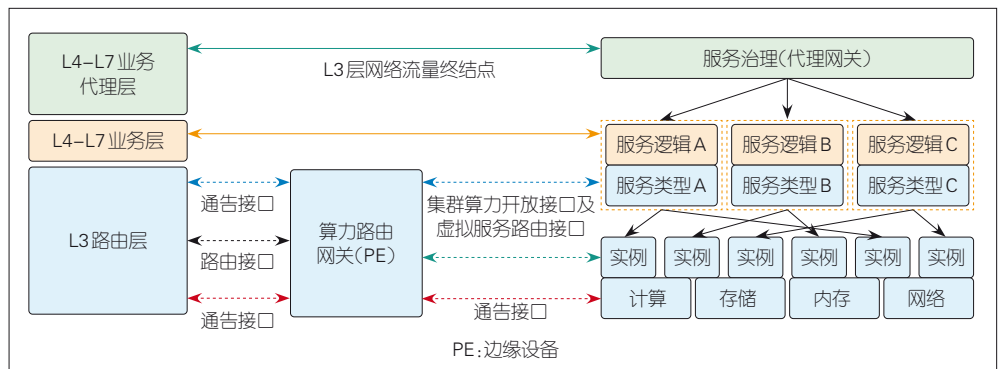 L4-L7业务
代理层
L3层网络流量终结点
服务治理(代理网关)
L4-L7业务层
服务逻辑A
服务逻辑B
服务逻辑C
服务类型A
服务类型B
服务类型C
L3路由层
通告接口
路由接口
通告接口
算力路由
网关(PE)
集群算力开放接口及
虚拟服务路由接口
通告接口
实例
实例
实例
实例
实例
实例
计算
存储
内存
网络
PE:边缘设备